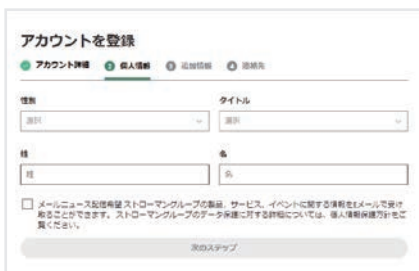 アカウントを登録
アカウント詳細 2 個人情報 3 追加情報 4 連絡先
性別 タイトル
選択 選択
姓 名
姓 名
メールニュース配信希望 ストローマングループの製品、サービス、イベントに関する情報をEメールで受け
取ることができます。 ストローマングループのデータ保護に対する詳細については、個人情報保護方針をご
覧ください。
次のステップ